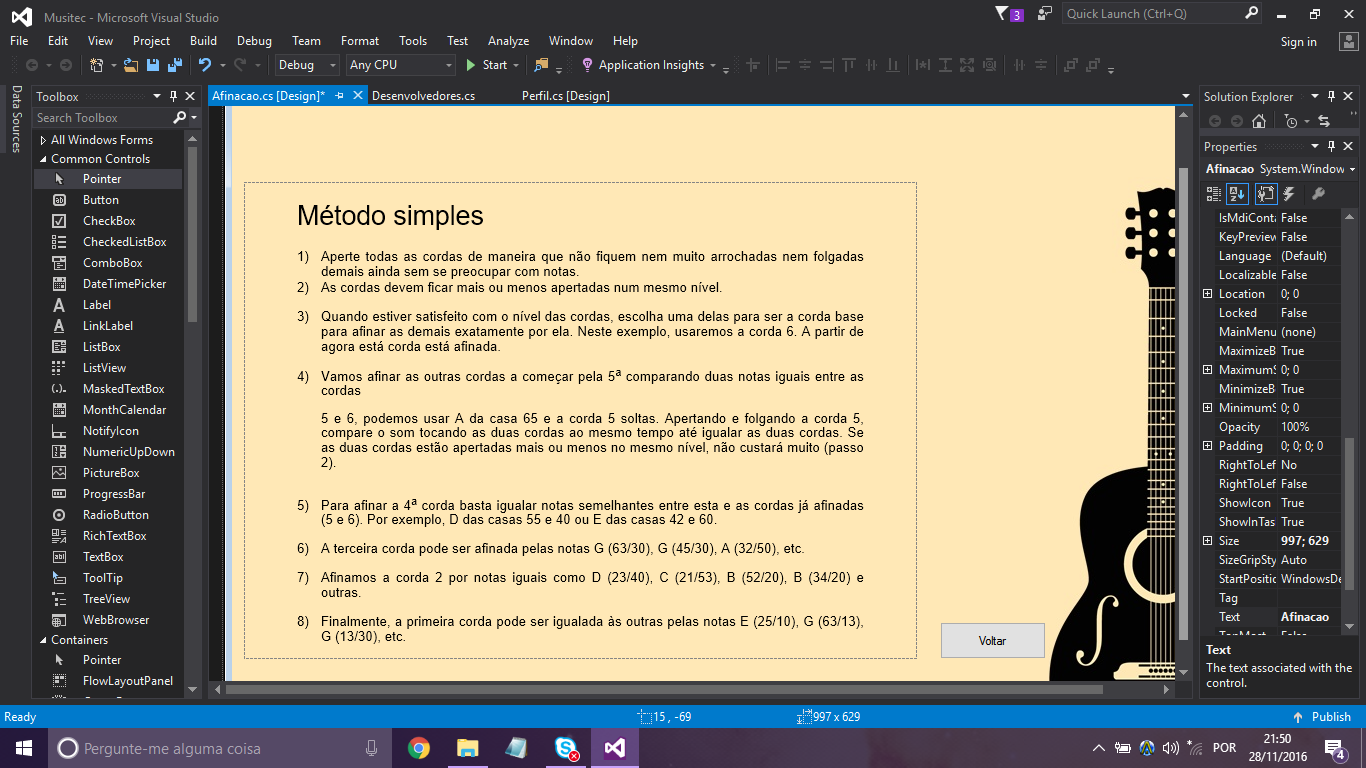 Musitec - Microsoft Visual Studio
3
Quick Launch (Ctrl+Q)
File Edit View Project Build Debug Team Format Tools Test Analyze Window Help
Sign in
Debug Any CPU Start Application Insights
Data Sources
Toolbox
Search Toolbox
All Windows Forms
Common Controls
Pointer
Button
CheckBox
CheckedListBox
ComboBox
DateTimePicker
Label
LinkLabel
ListBox
ListView
MaskedTextBox
MonthCalendar
NotifyIcon
NumericUpDown
PictureBox
ProgressBar
RadioButton
RichTextBox
TextBox
ToolTip
TreeView
WebBrowser
Containers
Pointer
FlowLayoutPanel
Afinacao.cs [Design]* Desenvolvedores.cs Perfil.cs [Design]
Método simples
1) Aperte todas as cordas de maneira que não fiquem nem muito arrochadas nem folgadas
demais ainda sem se preocupar com notas.
2) As cordas devem ficar mais ou menos apertadas num mesmo nível.
3) Quando estiver satisfeito com o nível das cordas, escolha uma delas para ser a corda base
para afinar as demais exatamente por ela. Neste exemplo, usaremos a corda 6. A partir de
agora está corda está afinada.
4) Vamos afinar as outras cordas a começar pela 5ª comparando duas notas iguais entre as
cordas
5 e 6, podemos usar A da casa 65 e a corda 5 soltas. Apertando e folgando a corda 5,
compare o som tocando as duas cordas ao mesmo tempo até igualar as duas cordas. Se
as duas cordas estão apertadas mais ou menos no mesmo nível, não custará muito (passo
2).
5) Para afinar a 4ª corda basta igualar notas semelhantes entre esta e as cordas já afinadas
(5 e 6). Por exemplo, D das casas 55 e 40 ou E das casas 42 e 60.
6) A terceira corda pode ser afinada pelas notas G (63/30), G (45/30), A (32/50), etc.
7) Afinamos a corda 2 por notas iguais como D (23/40), C (21/53), B (52/20), B (34/20) e
outras.
8) Finalmente, a primeira corda pode ser igualada às outras pelas notas E (25/10), G (63/13),
G (13/30), etc.
Voltar
Solution Explorer
Properties
Afinacao System.Window
IsMdiConta False
KeyPreview False
Language (Default)
Localizable False
Location 0; 0
Locked False
MainMenu (none)
MaximizeB True
MaximumS 0; 0
MinimizeB True
MinimumS 0; 0
Opacity 100%
Padding 0; 0; 0; 0
RightToLef No
RightToLef False
ShowIcon True
ShowInTas True
Size 997; 629
SizeGripSty Auto
StartPositic WindowsDe
Tag
Text Afinacao
Text
The text associated with the
control.
Ready 15 , -69 997 x 629 Publish
Pergunte-me alguma coisa
POR
21:50
28/11/2016
4